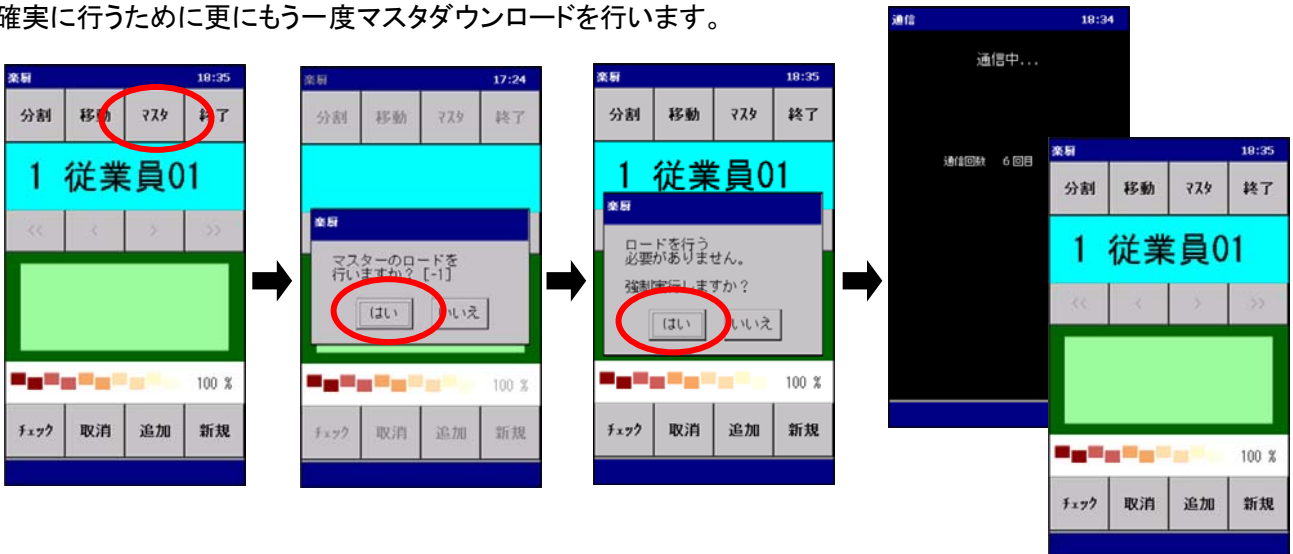 確実に行うために更にもう一度マスタダウンロードを行います。
楽厨 18:35
分割 移動 マスタ 終了
1 従業員01
<< < > >>
100 %
チェック 取消 追加 新規
楽厨 17:24
分割 移動 マスタ 終了
楽厨
マスターのロードを
行いますか? [-1]
はい いいえ
100 %
チェック 取消 追加 新規
楽厨 18:35
分割 移動 マスタ 終了
1 従業員01
楽厨
ロードを行う
必要がありません。
強制実行しますか?
はい いいえ
100 %
チェック 取消 追加 新規
通信 18:34
通信中...
通信回数 6回目
楽厨 18:35
分割 移動 マスタ 終了
1 従業員01
<< < > >>
100 %
チェック 取消 追加 新規